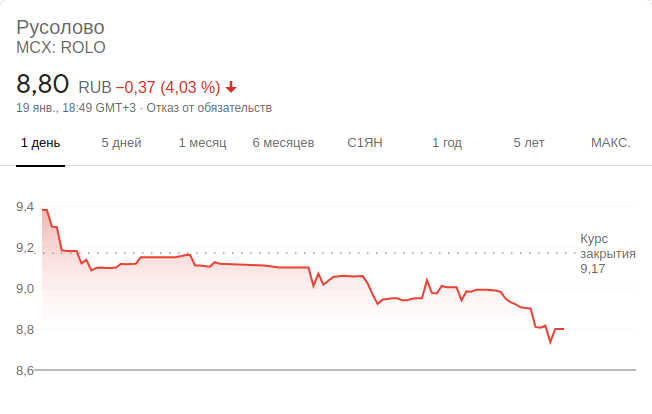 Русолово
MCX: ROLO
8,80 RUB −0,37 (4,03 %)
19 янв., 18:49 GMT+3 · Отказ от обязательств
1 день 5 дней 1 месяц 6 месяцев С1ЯН 1 год 5 лет МАКС.
9,4
9,2
9,0
8,8
8,6
Курс
закрытия
9,17